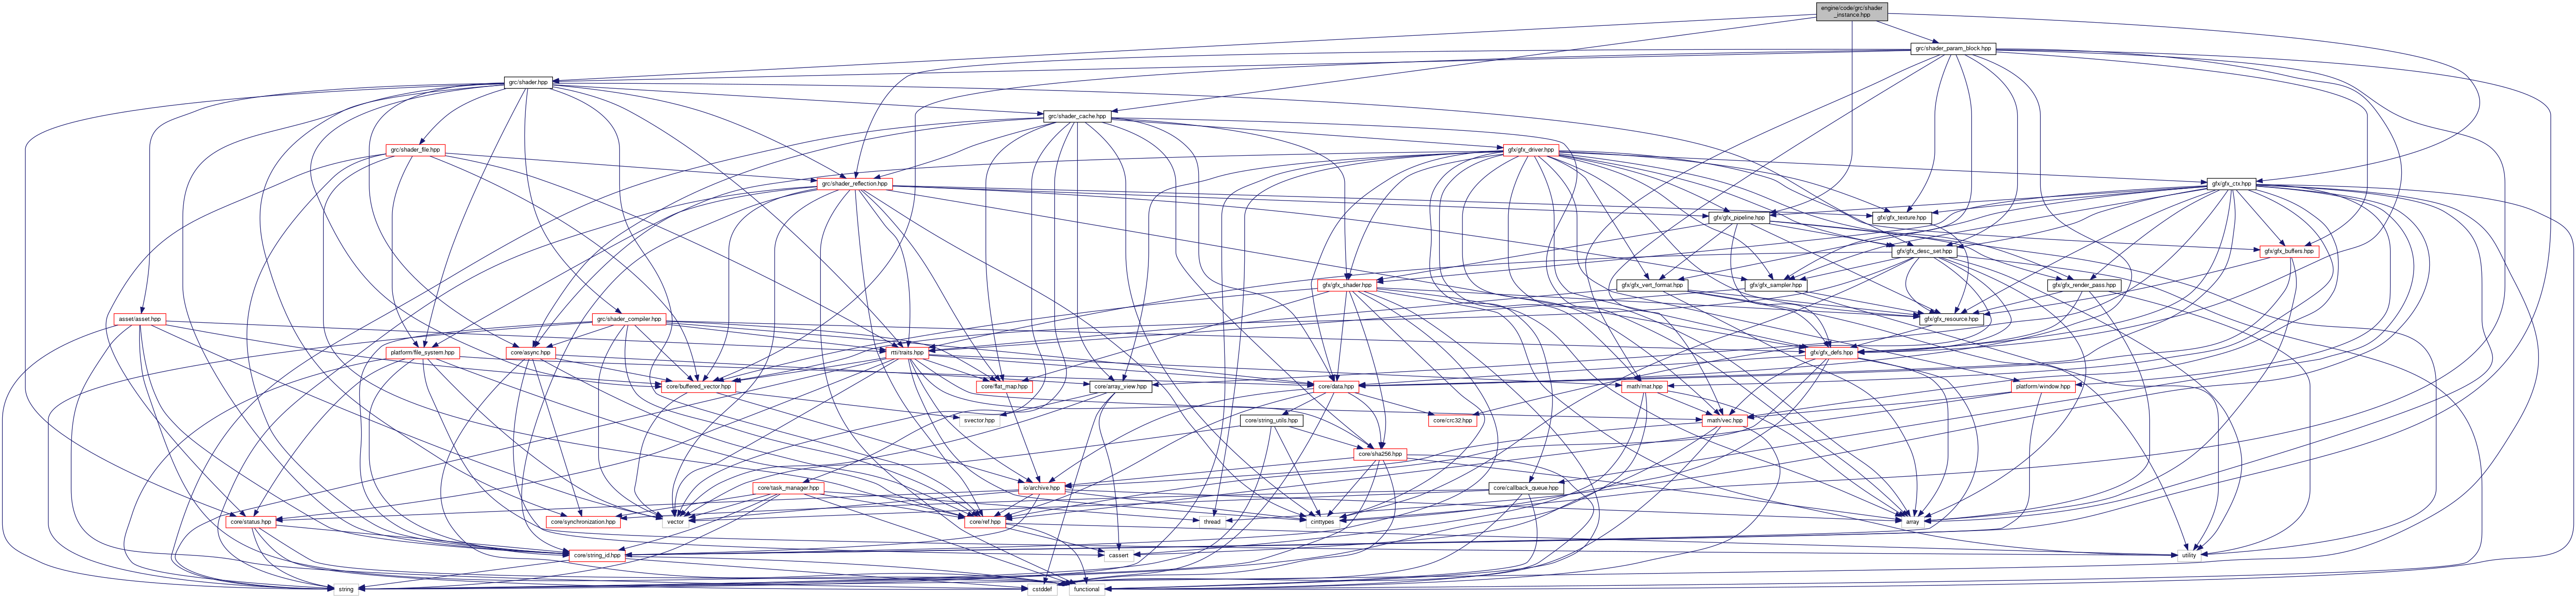 engine/code/grc/shader
_instance.hpp
grc/shader_param_block.hpp
grc/shader.hpp
grc/shader_cache.hpp
grc/shader_file.hpp
gfx/gfx_driver.hpp
grc/shader_reflection.hpp
gfx/gfx_ctx.hpp
gfx/gfx_pipeline.hpp
gfx/gfx_texture.hpp
gfx/gfx_desc_set.hpp
gfx/gfx_buffers.hpp
gfx/gfx_shader.hpp
gfx/gfx_vert_format.hpp
gfx/gfx_sampler.hpp
gfx/gfx_render_pass.hpp
asset/asset.hpp
grc/shader_compiler.hpp
gfx/gfx_resource.hpp
platform/file_system.hpp
core/async.hpp
rtti/traits.hpp
gfx/gfx_defs.hpp
core/buffered_vector.hpp
core/flat_map.hpp
core/array_view.hpp
core/data.hpp
math/mat.hpp
platform/window.hpp
svector.hpp
core/string_utils.hpp
core/crc32.hpp
math/vec.hpp
core/sha256.hpp
core/task_manager.hpp
io/archive.hpp
core/callback_queue.hpp
core/status.hpp
core/synchronization.hpp
vector
core/ref.hpp
thread
cinttypes
array
core/string_id.hpp
cassert
utility
string
cstddef
functional